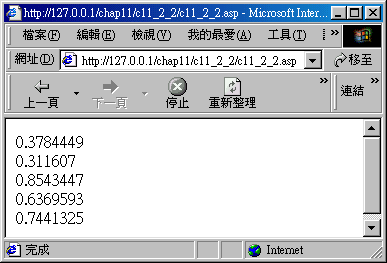 http://127.0.0.1/chap11/c11_2_2/c11_2_2.asp - Microsoft Inter...
檔案(F) 編輯(E) 檢視(V) 我的最愛(A) 工具(T) »
網址(D) http://127.0.0.1/chap11/c11_2_2/c11_2_2.asp 移至
上一頁 下一頁 停止 重新整理 » 連結 »
0.3784449
0.311607
0.8543447
0.6369593
0.7441325
完成 Internet